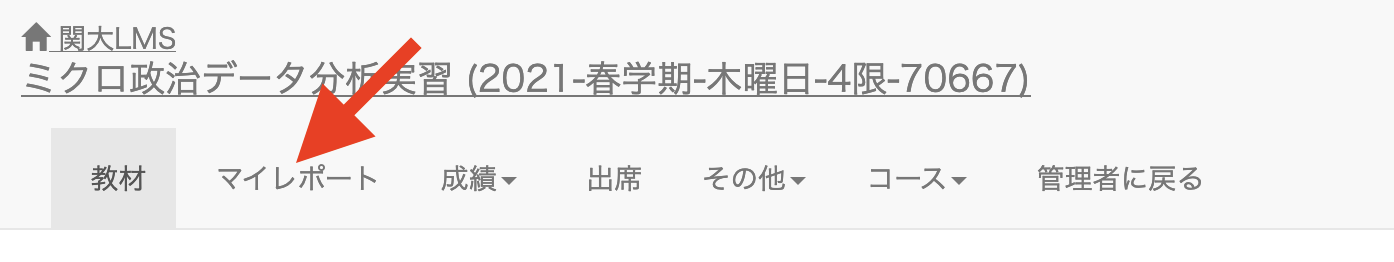 関大LMS
ミクロ政治データ分析実習 (2021-春学期-木曜日-4限-70667)
教材 マイレポート 成績 出席 その他 コース 管理者に戻る